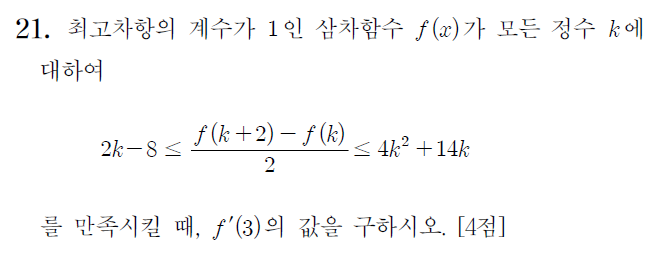 21. 최고차항의 계수가 1인 삼차함수 f(x)가 모든 정수 k에
대하여
2k−8 ≤ \frac{f(k+2)−f(k)}{2} ≤ 4k²+14k
를 만족시킬 때, f′(3)의 값을 구하시오. [4점]